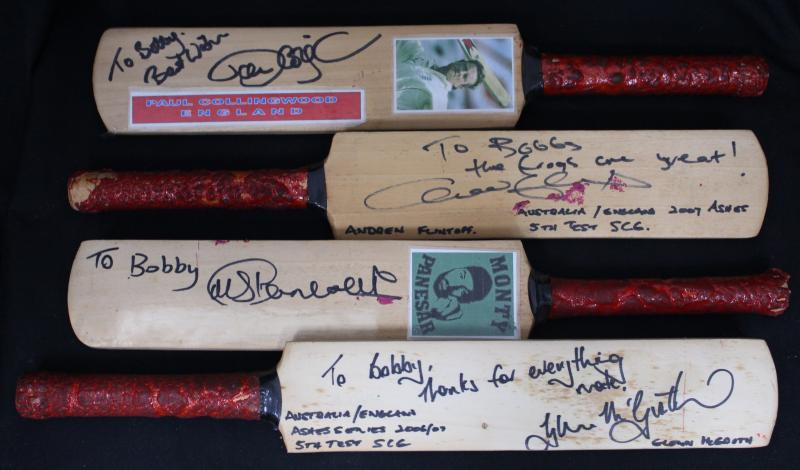 To Bobby.
Best Wishes
PAUL COLLINGWOOD
ENGLAND
To Bobby
the Crogs are great!
AUSTRALIA/ENGLAND 2007 ASHES
5TH TEST SCG.
ANDREW FLINTOFF.
To Bobby
MONTY
PANESAR
To Bobby,
Thanks for everything
mate!
AUSTRALIA/ENGLAND
ASHES SERIES 2006/07
5TH TEST SCG
GLENN McGRATH